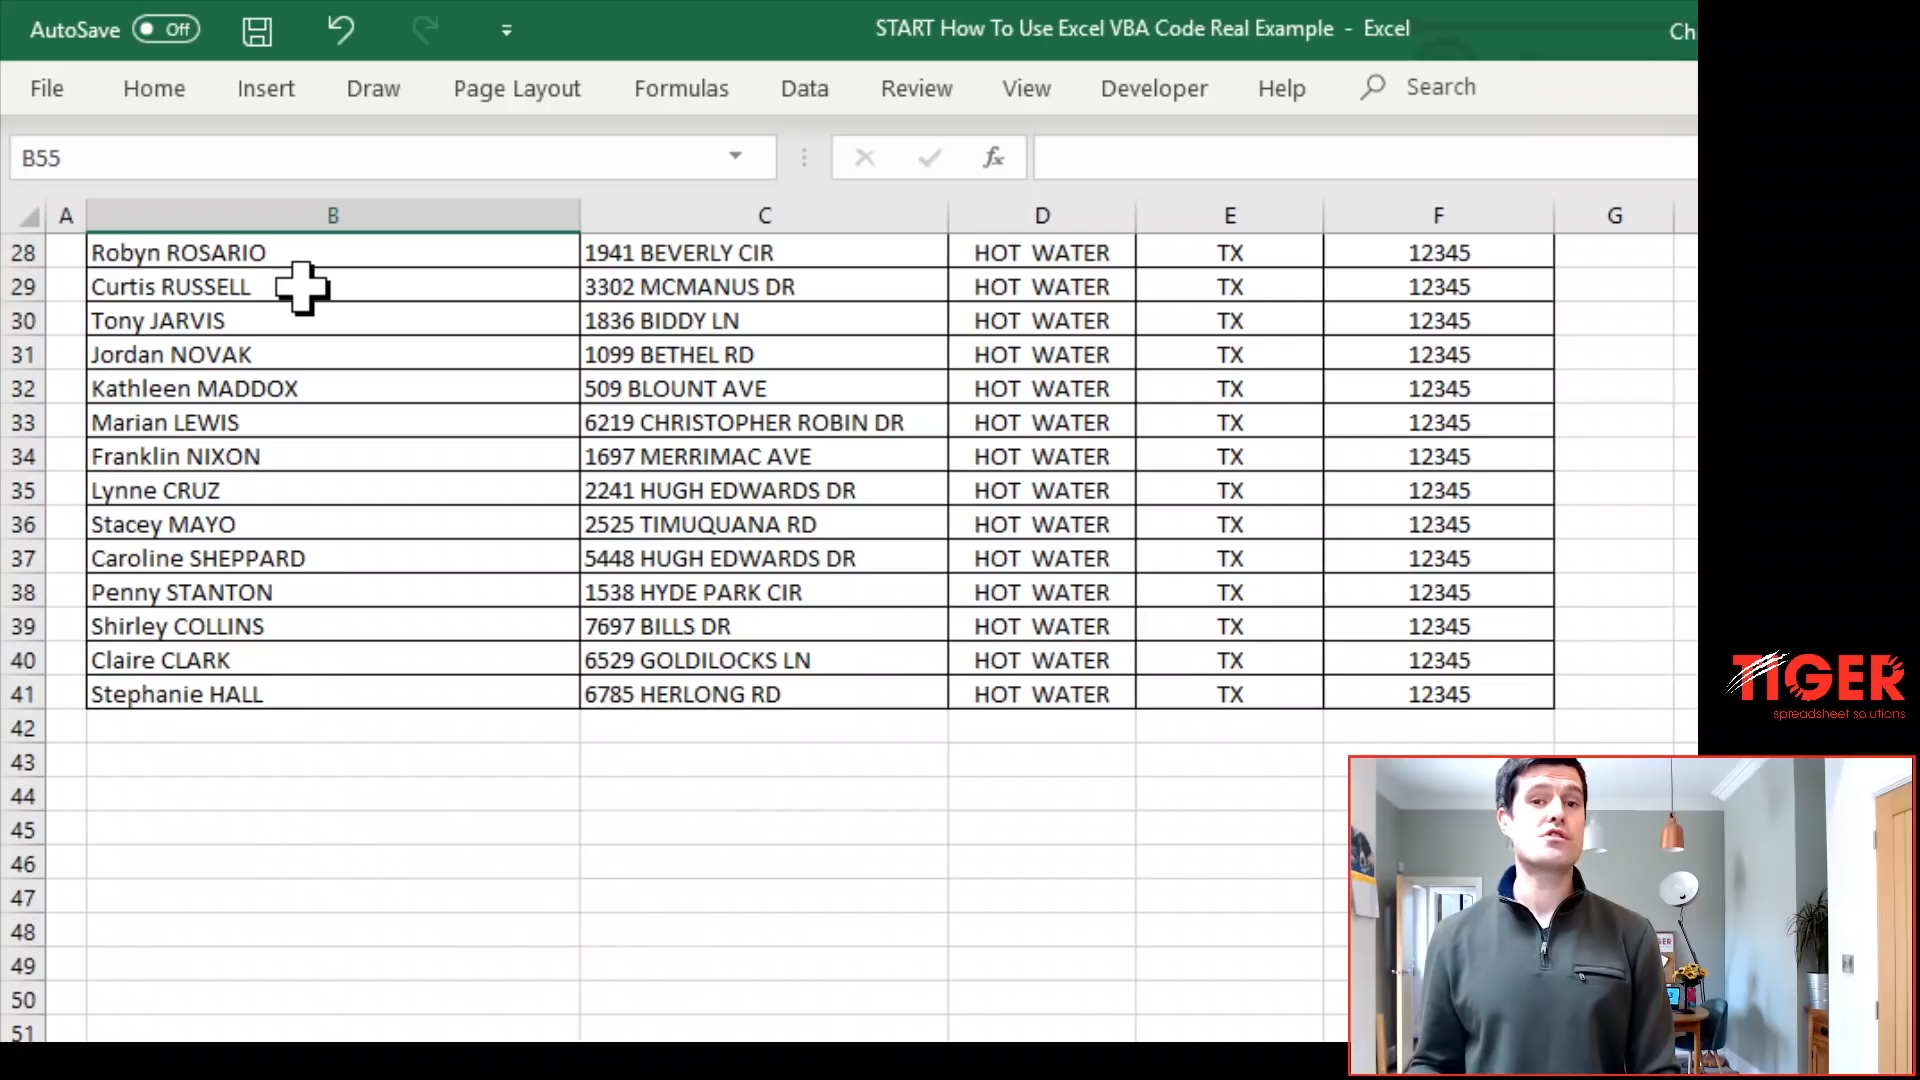 AutoSave Off START How To Use Excel VBA Code Real Example - Excel Ch
File Home Insert Draw Page Layout Formulas Data Review View Developer Help Search
B55 fx
A B C D E F G
28 Robyn ROSARIO 1941 BEVERLY CIR HOT WATER TX 12345
29 Curtis RUSSELL 3302 MCMANUS DR HOT WATER TX 12345
30 Tony JARVIS 1836 BIDDY LN HOT WATER TX 12345
31 Jordan NOVAK 1099 BETHEL RD HOT WATER TX 12345
32 Kathleen MADDOX 509 BLOUNT AVE HOT WATER TX 12345
33 Marian LEWIS 6219 CHRISTOPHER ROBIN DR HOT WATER TX 12345
34 Franklin NIXON 1697 MERRIMAC AVE HOT WATER TX 12345
35 Lynne CRUZ 2241 HUGH EDWARDS DR HOT WATER TX 12345
36 Stacey MAYO 2525 TIMUQUANA RD HOT WATER TX 12345
37 Caroline SHEPPARD 5448 HUGH EDWARDS DR HOT WATER TX 12345
38 Penny STANTON 1538 HYDE PARK CIR HOT WATER TX 12345
39 Shirley COLLINS 7697 BILLS DR HOT WATER TX 12345
40 Claire CLARK 6529 GOLDILOCKS LN HOT WATER TX 12345
41 Stephanie HALL 6785 HERLONG RD HOT WATER TX 12345
42
43
44
45
46
47
48
49
50
51
TIGER
spreadsheet solutions